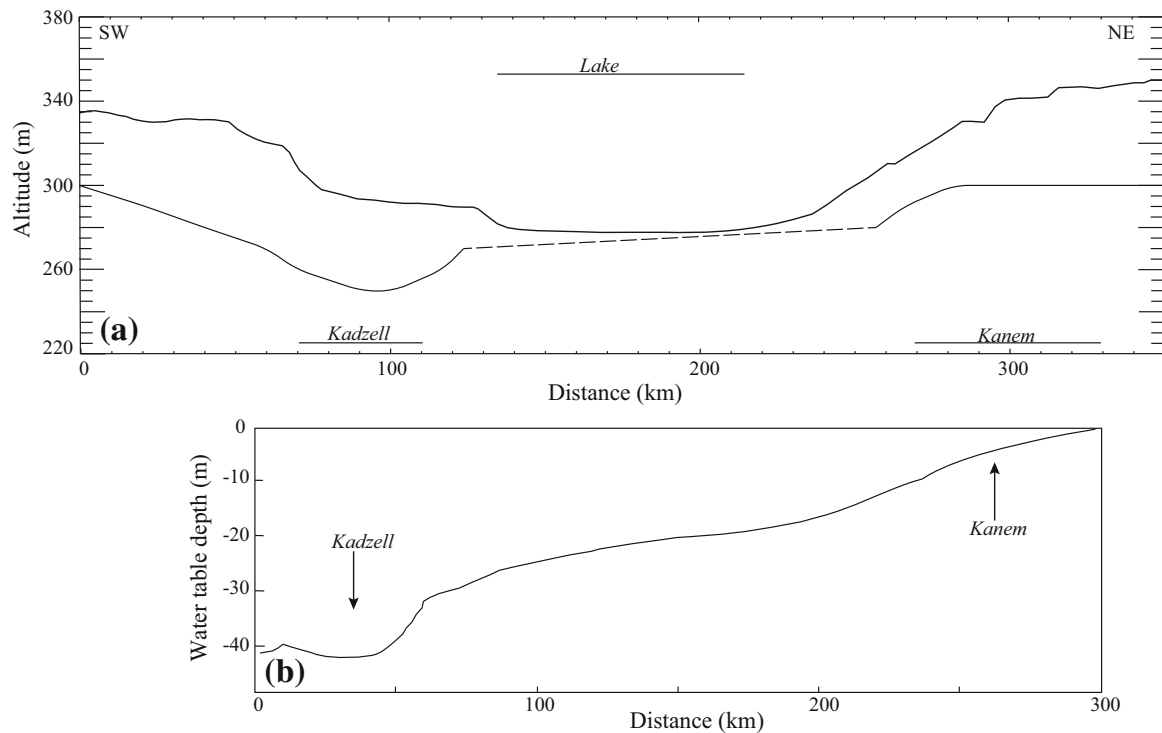 380
SW
NE
Lake
340
Altitude (m)
300
260
(a)
Kadzell
Kanem
220
0
100
200
300
Distance (km)
0
-10
Water table depth (m)
Kanem
-20
Kadzell
-30
-40
(b)
0
100
200
300
Distance (km)